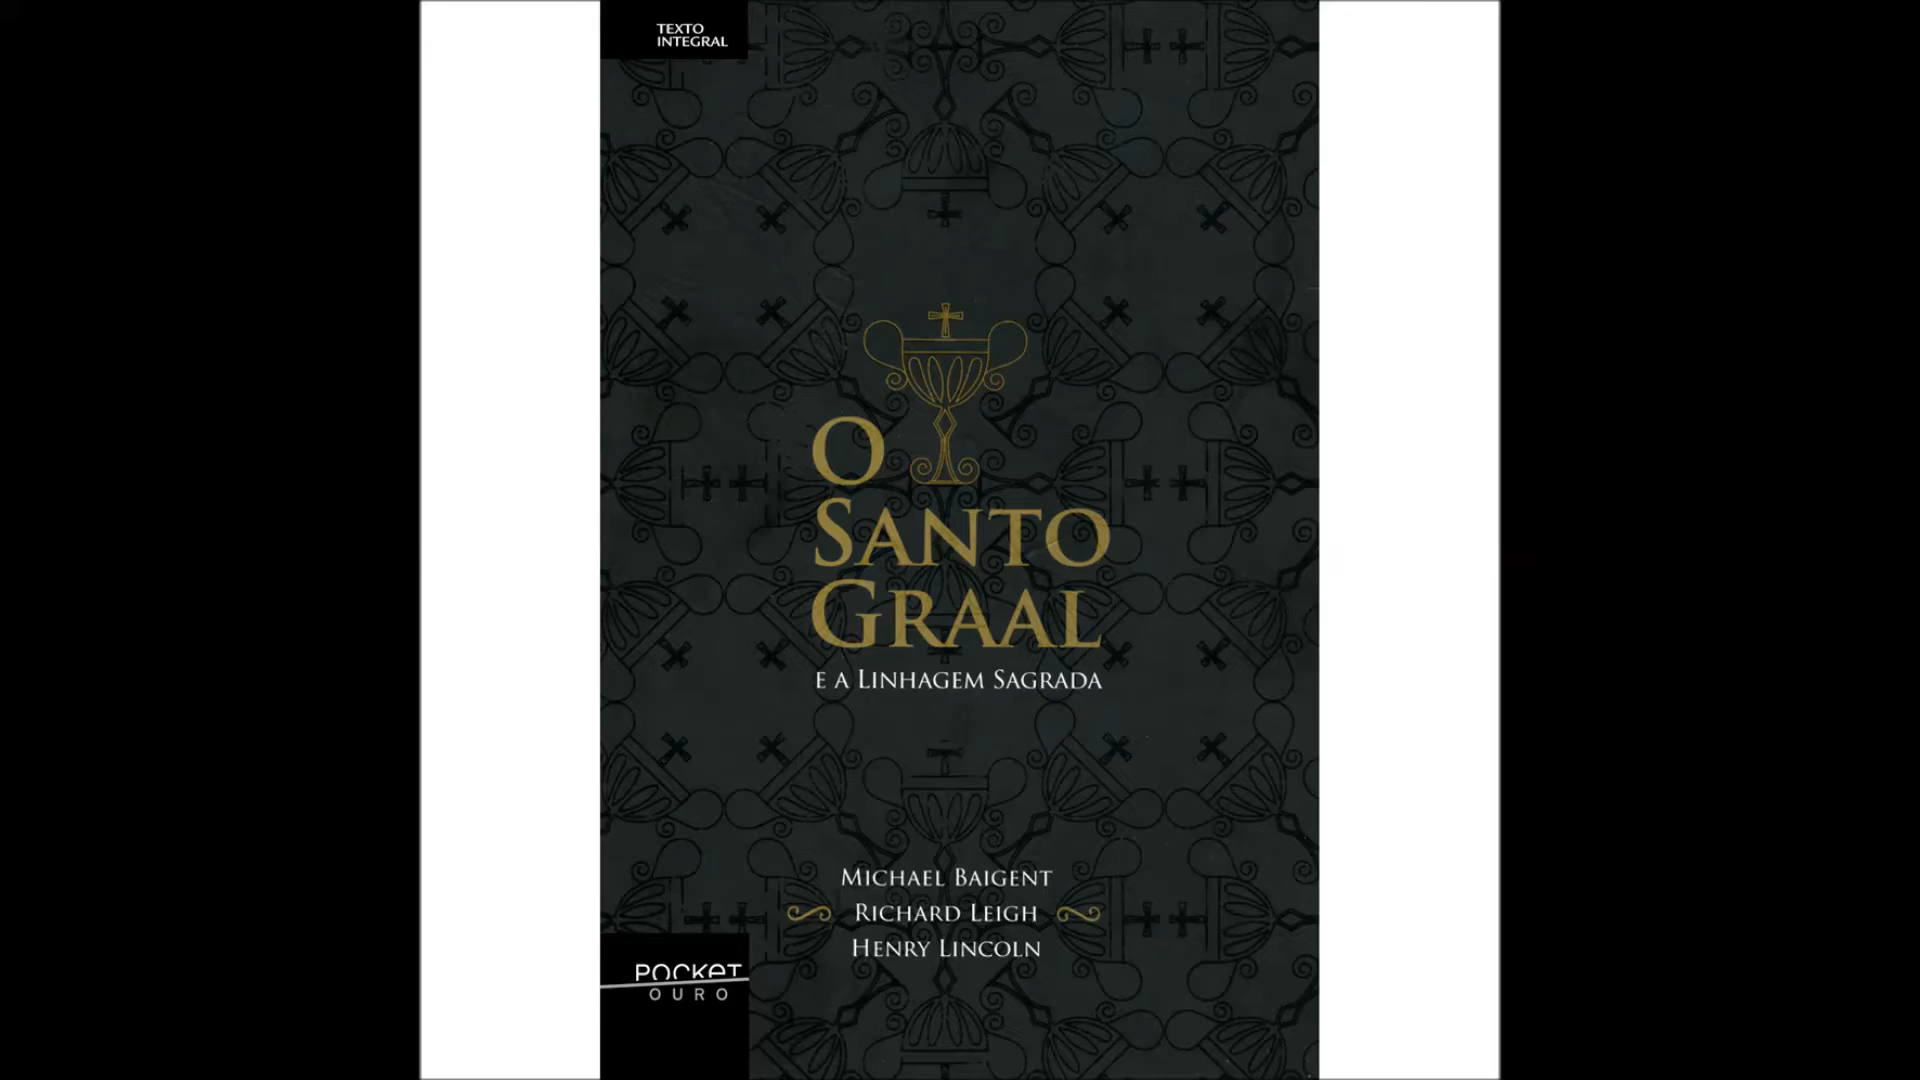 TEXTO
INTEGRAL
O
SANTO
GRAAL
E A LINHAGEM SAGRADA
MICHAEL BAIGENT
RICHARD LEIGH
HENRY LINCOLN
POCKET
OURO